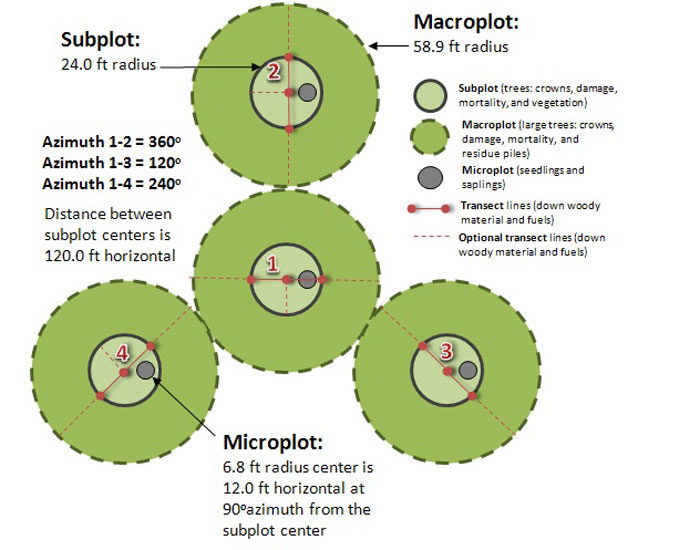 Subplot:
24.0 ft radius
Macroplot:
58.9 ft radius
2
Subplot (trees: crowns, damage,
mortality, and vegetation)
Macroplot (large trees: crowns,
damage, mortality, and
residue piles)
Microplot (seedlings and
saplings)
Transect lines (down woody
material and fuels)
Optional transect lines (down
woody material and fuels)
Azimuth 1-2 = 360º
Azimuth 1-3 = 120º
Azimuth 1-4 = 240º
Distance between
subplot centers is
120.0 ft horizontal
1
4
3
Microplot:
6.8 ft radius center is
12.0 ft horizontal at
90ºazimuth from the
subplot center